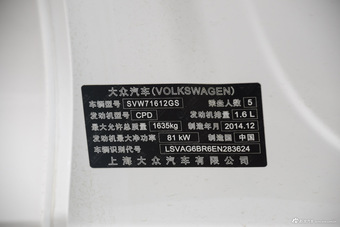 大众汽车(VOLKSWAGEN)
车辆型号 SVW71612GS 乘坐人数 5
发动机型号 CPD 发动机排量 1.6 L
最大允许总质量 1635kg 制造年月 2014.12
发动机最大净功率 81 kW 制造国 中国
车辆识别代号 LSVAG6BR6EN283624
上海大众汽车有限公司